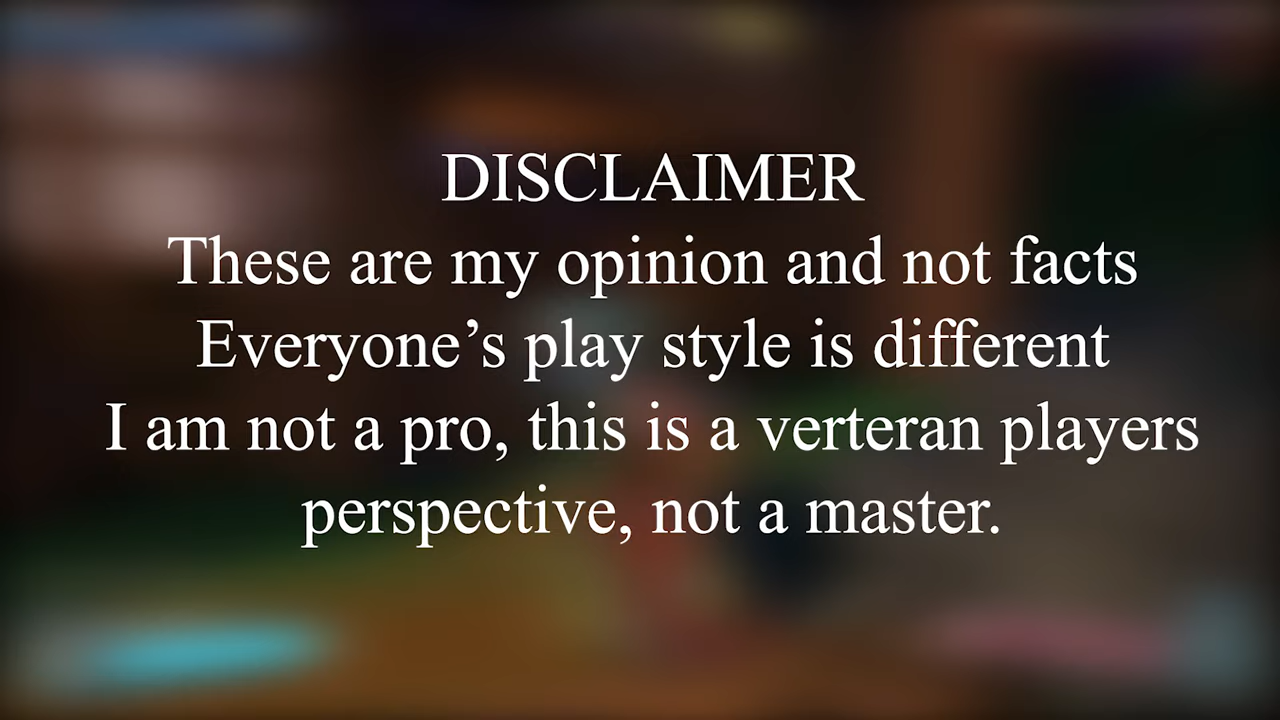 DISCLAIMER
These are my opinion and not facts
Everyone’s play style is different
I am not a pro, this is a verteran players
perspective, not a master.